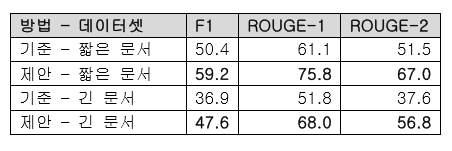 방법 – 데이터셋 F1 ROUGE-1 ROUGE-2
기준 – 짧은 문서 50.4 61.1 51.5
제안 – 짧은 문서 59.2 75.8 67.0
기준 – 긴 문서 36.9 51.8 37.6
제안 – 긴 문서 47.6 68.0 56.8